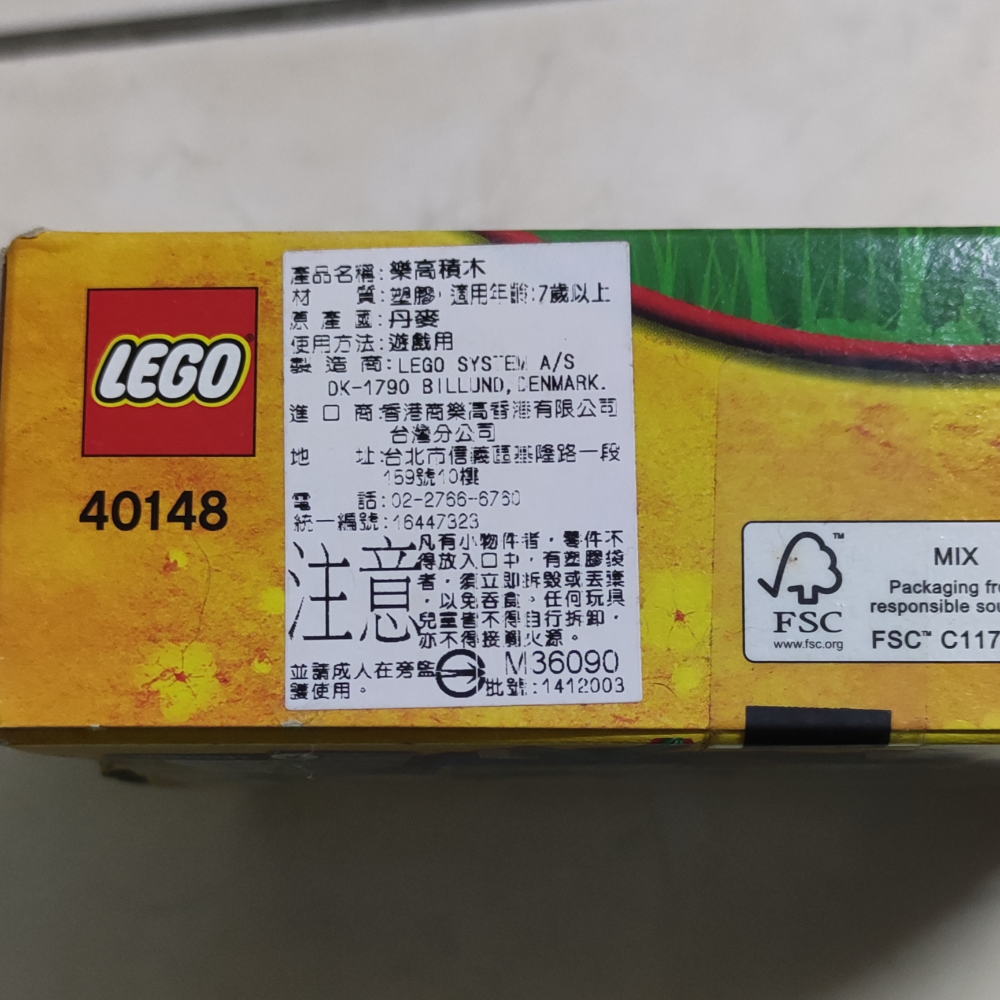 LEGO
40148
產品名稱:樂高積木
材 質:塑膠,適用年齡:7歲以上
原產國:丹麥
使用方法:遊戲用
製造商:LEGO SYSTEM A/S
DK-1790 BILLUND, DENMARK.
進口商:香港商樂高香港有限公司
台灣分公司
地 址:台北市信義區基隆路一段
159號10樓
電 話:02-2766-6760
統一編號:16447323
注意
凡有小物件者,零件不
得放入口中,有塑膠袋
者,須立即拆毀或丟棄
,以免吞食。任何玩具
兒童皆不得自行拆卸,
亦不得接觸火源。
並請成人在旁監
護使用。
M36090
批號:1412003
FSC™
www.fsc.org
MIX
Packaging fr
responsible sou
FSC™ C117